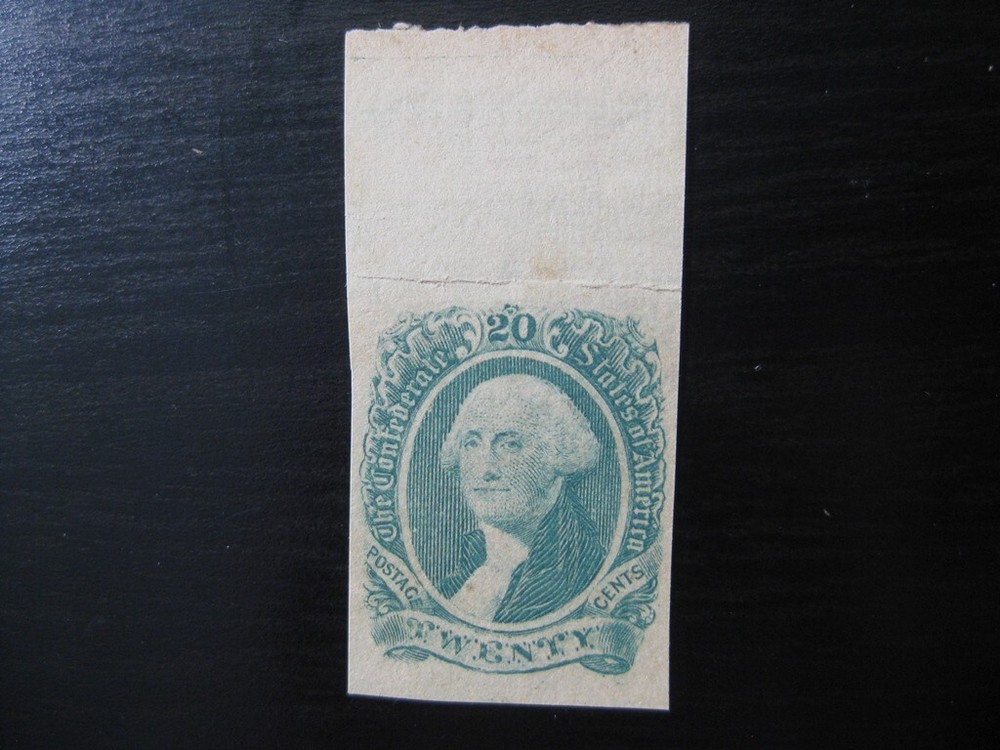 20
The Confederate States of America
POSTAGE CENTS
TWENTY